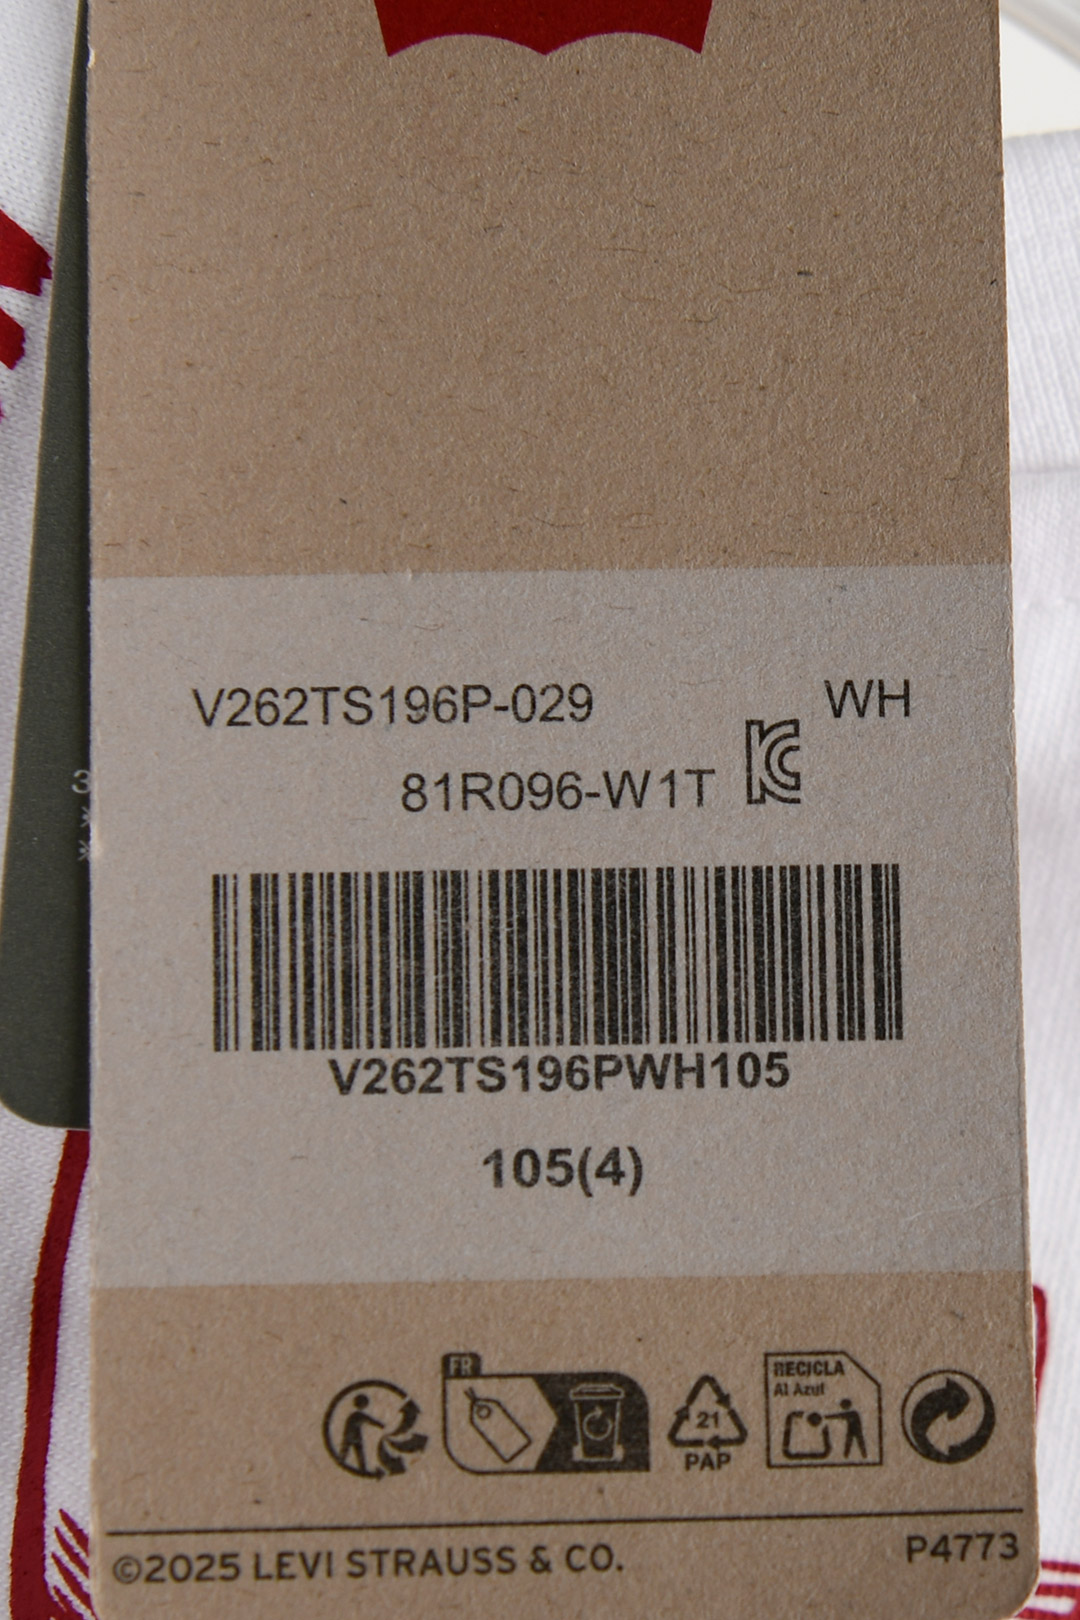 V262TS196P-029 WH
81R096-W1T
3
V262TS196PWH105
105(4)
FR
21
PAP
RECICLA
Al Azul
©2025 LEVI STRAUSS & CO. P4773